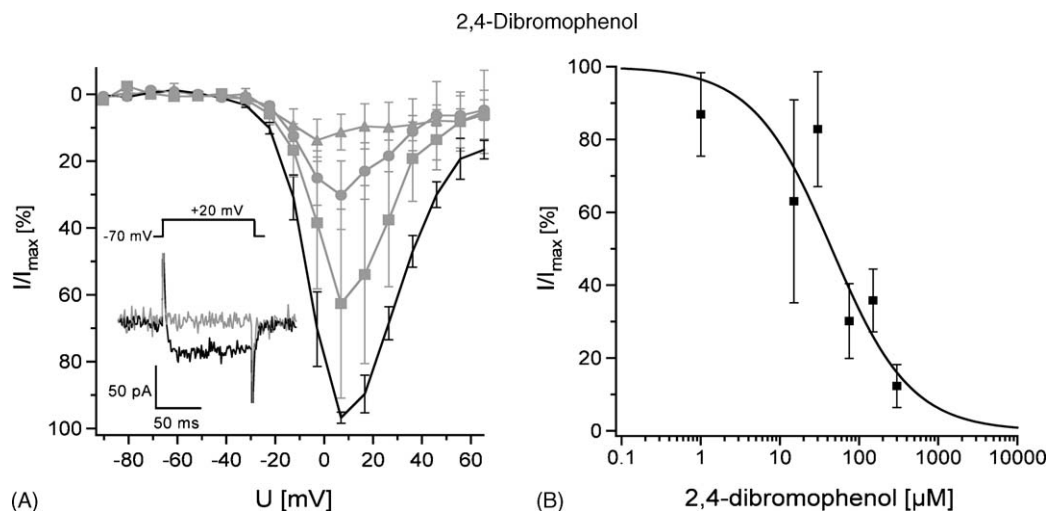 2,4-Dibromophenol
I/Imax [%]
0
20
40
60
80
100
+20 mV
-70 mV
50 pA
50 ms
-80 -60 -40 -20 0 20 40 60
(A) U [mV]
I/Imax [%]
100
80
60
40
20
0
0.1 1 10 100 1000 10000
(B) 2,4-dibromophenol [µM]